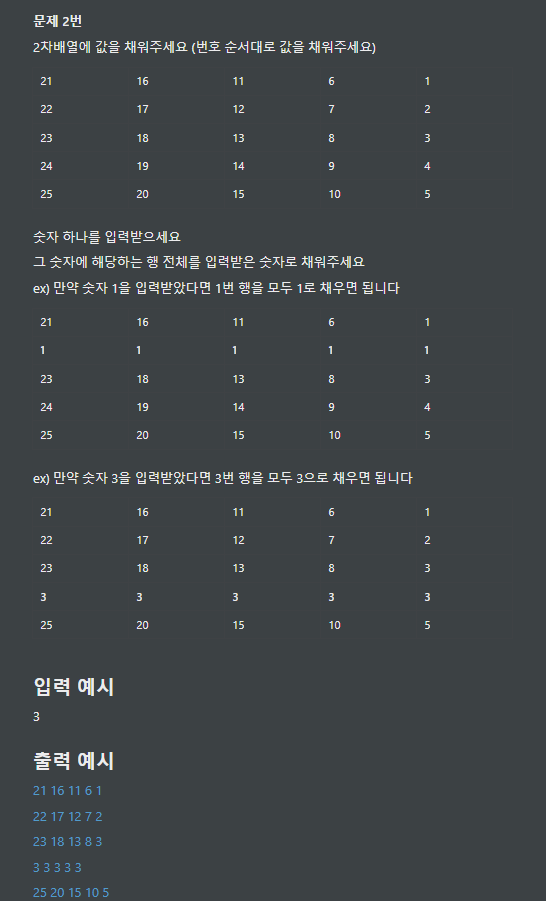 문제 2번
2차배열에 값을 채워주세요 (번호 순서대로 값을 채워주세요)
21 16 11 6 1
22 17 12 7 2
23 18 13 8 3
24 19 14 9 4
25 20 15 10 5
숫자 하나를 입력받으세요
그 숫자에 해당하는 행 전체를 입력받은 숫자로 채워주세요
ex) 만약 숫자 1을 입력받았다면 1번 행을 모두 1로 채우면 됩니다
21 16 11 6 1
1 1 1 1 1
23 18 13 8 3
24 19 14 9 4
25 20 15 10 5
ex) 만약 숫자 3을 입력받았다면 3번 행을 모두 3으로 채우면 됩니다
21 16 11 6 1
22 17 12 7 2
23 18 13 8 3
3 3 3 3 3
25 20 15 10 5
입력 예시
3
출력 예시
21 16 11 6 1
22 17 12 7 2
23 18 13 8 3
3 3 3 3 3
25 20 15 10 5